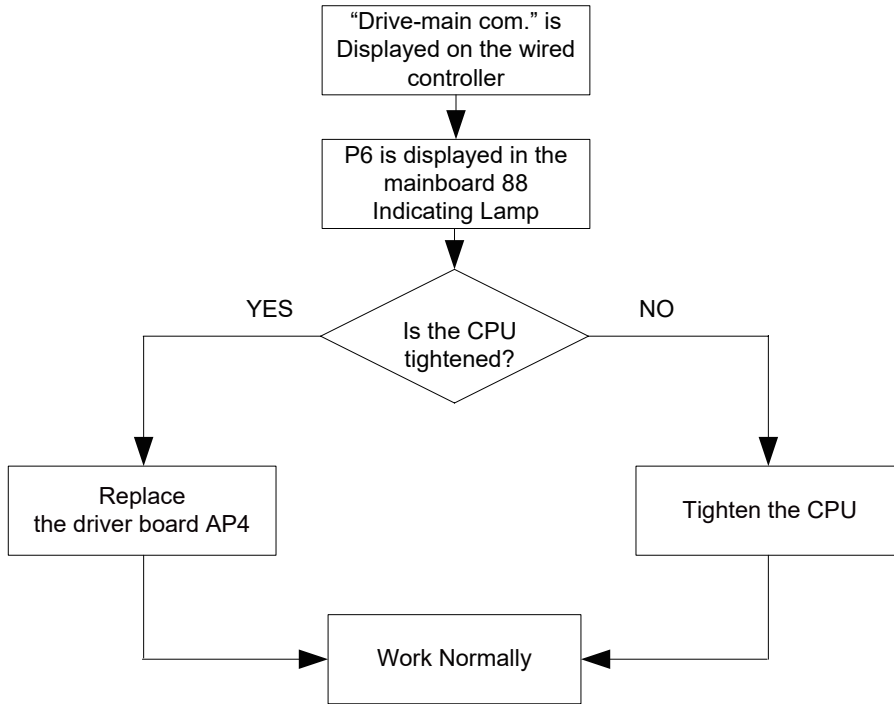 “Drive-main com.” is
Displayed on the wired
controller
P6 is displayed in the
mainboard 88
Indicating Lamp
YES
NO
Is the CPU
tightened?
Replace
the driver board AP4
Tighten the CPU
Work Normally